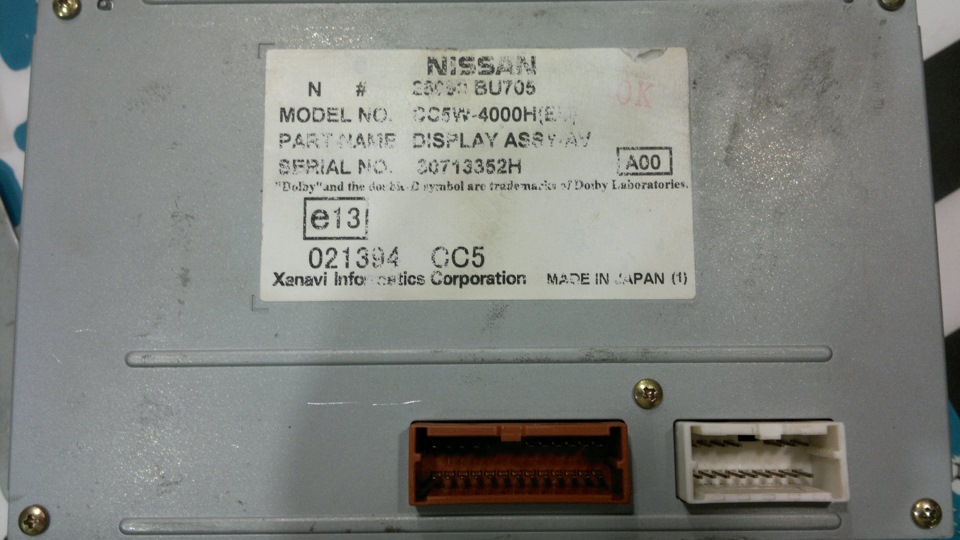 NISSAN
N # BU705
OK
MODEL NO. CC5W-4000H
PART NAME DISPLAY ASSY-AV
SERIAL NO. 30713352H
A00
"Dolby" and the double-D symbol are trademarks of Dolby Laboratories.
e13
021394 CC5
Xanavi Informatics Corporation MADE IN JAPAN (1)